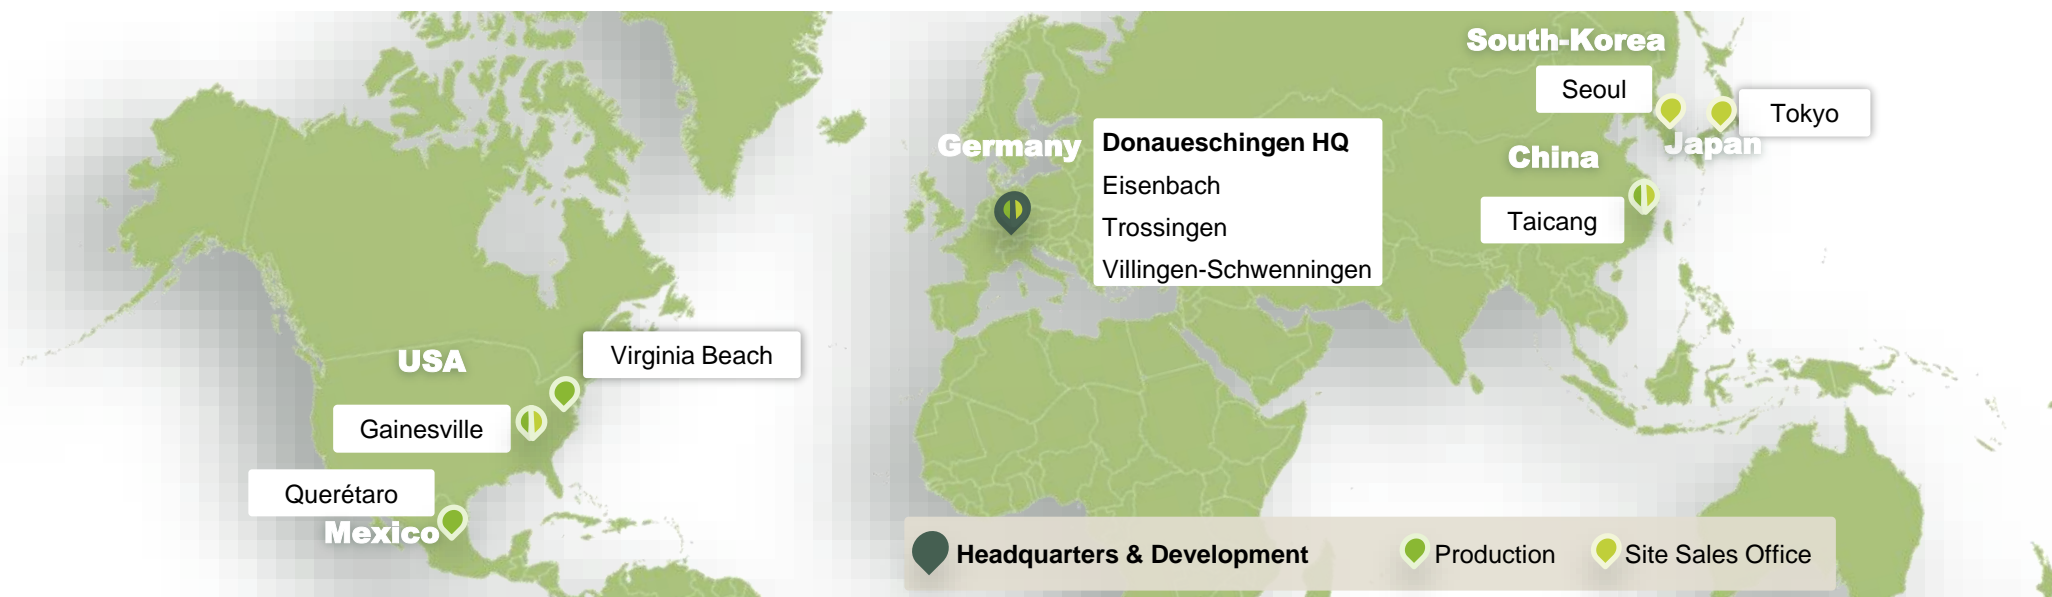 South-Korea
Seoul
Tokyo
Japan
Germany
Donaueschingen HQ
Eisenbach
Trossingen
Villingen-Schwenningen
China
Taicang
USA
Virginia Beach
Gainesville
Querétaro
Mexico
Headquarters & Development
Production
Site Sales Office